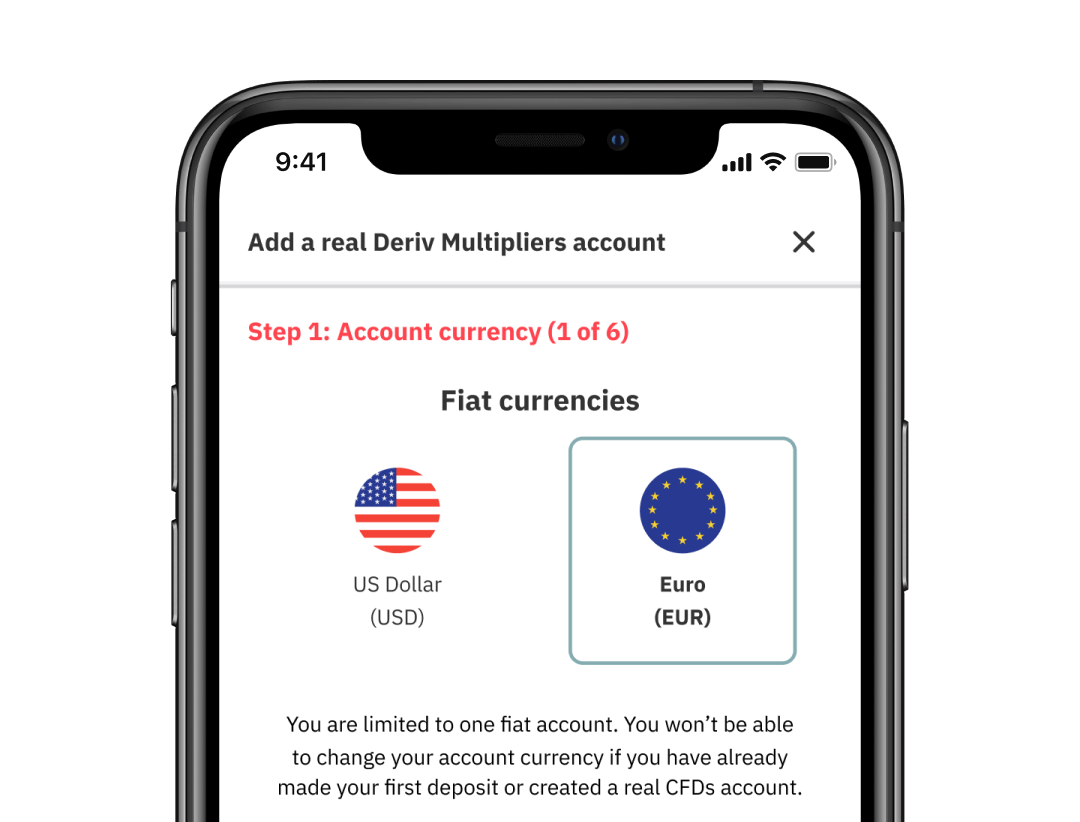 9:41
Add a real Deriv Multipliers account
Step 1: Account currency (1 of 6)
Fiat currencies
US Dollar
(USD)
Euro
(EUR)
You are limited to one fiat account. You won’t be able
to change your account currency if you have already
made your first deposit or created a real CFDs account.